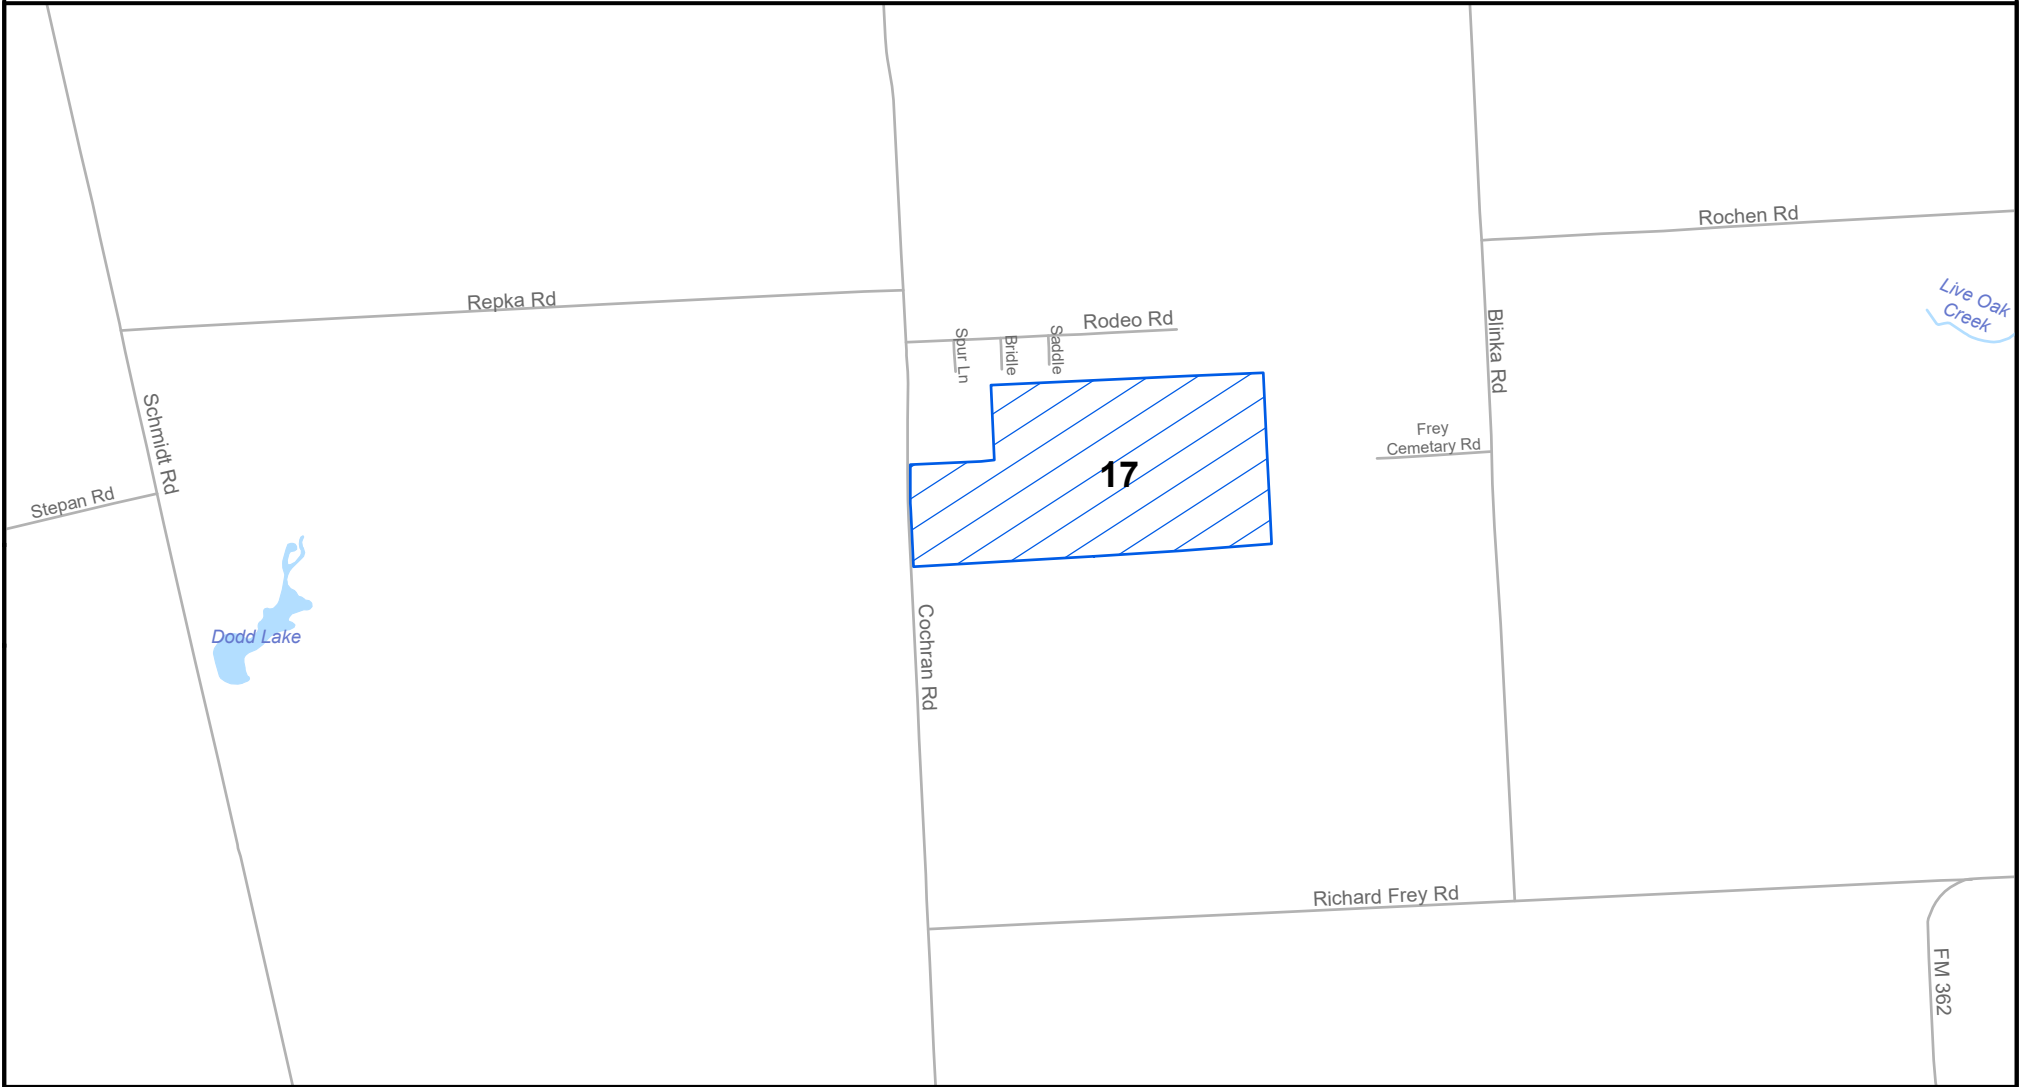 Rochen Rd
Live Oak
Creek
Repka Rd
Rodeo Rd
Spur Ln
Bridle
Saddle
Blinka Rd
Schmidt Rd
Frey
Cemetary Rd
17
Stepan Rd
Dodd Lake
Cochran Rd
Richard Frey Rd
FM 362